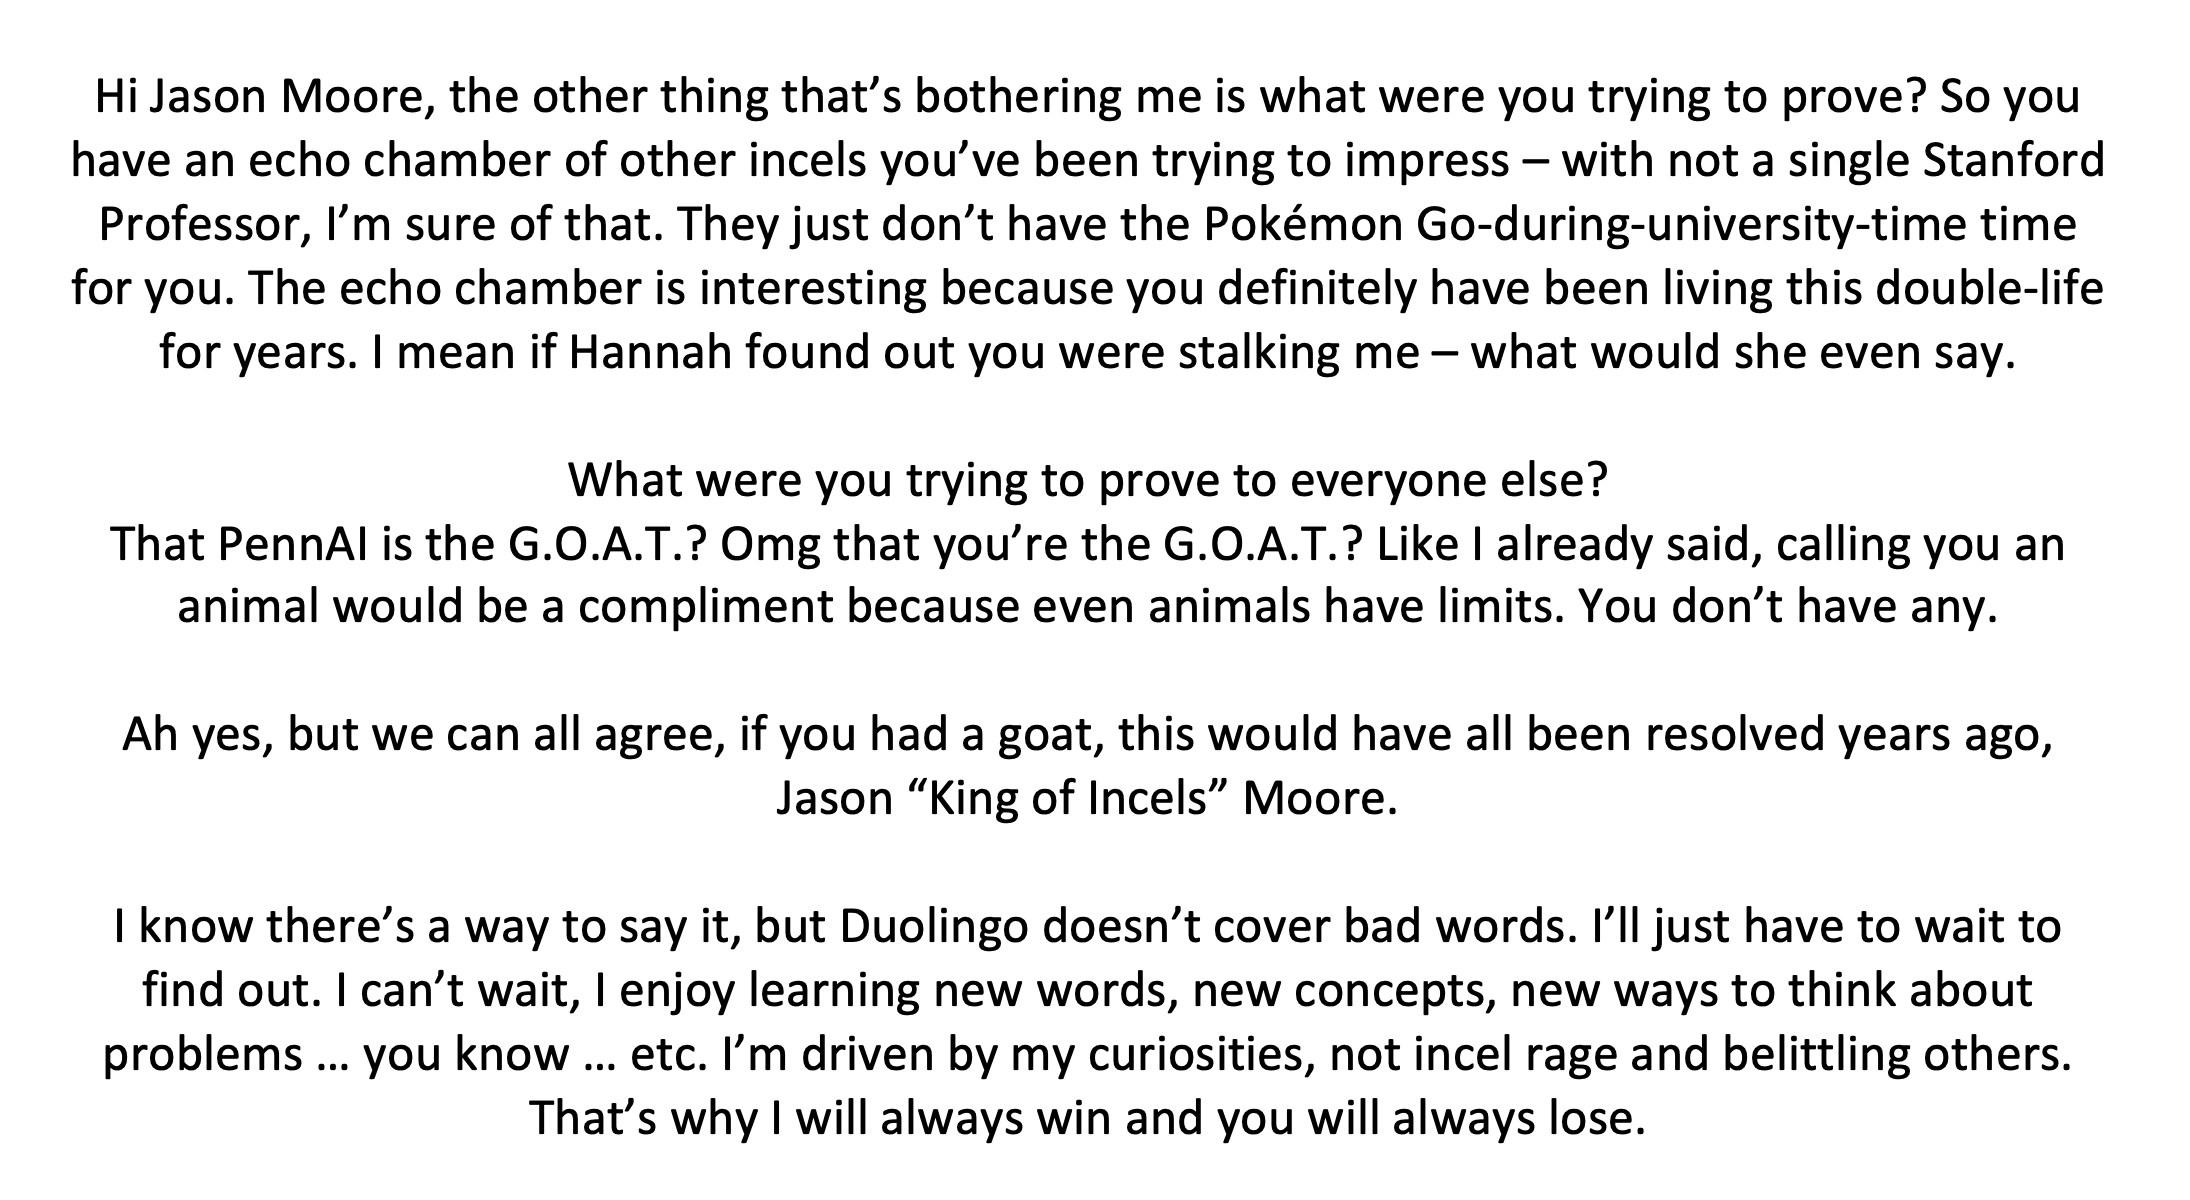 Hi Jason Moore, the other thing that’s bothering me is what were you trying to prove? So you
have an echo chamber of other incels you’ve been trying to impress – with not a single Stanford
Professor, I’m sure of that. They just don’t have the Pokémon Go-during-university-time time
for you. The echo chamber is interesting because you definitely have been living this double-life
for years. I mean if Hannah found out you were stalking me – what would she even say.
What were you trying to prove to everyone else?
That PennAI is the G.O.A.T.? Omg that you’re the G.O.A.T.? Like I already said, calling you an
animal would be a compliment because even animals have limits. You don’t have any.
Ah yes, but we can all agree, if you had a goat, this would have all been resolved years ago,
Jason “King of Incels” Moore.
I know there’s a way to say it, but Duolingo doesn’t cover bad words. I’ll just have to wait to
find out. I can’t wait, I enjoy learning new words, new concepts, new ways to think about
problems … you know … etc. I’m driven by my curiosities, not incel rage and belittling others.
That’s why I will always win and you will always lose.